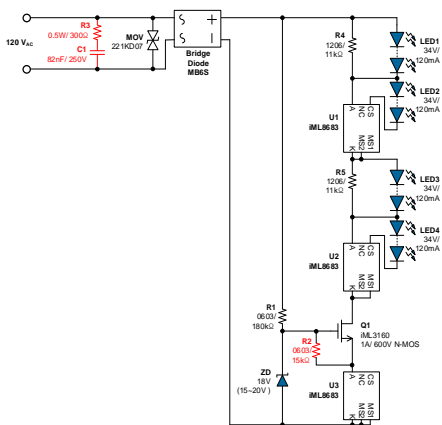 R3
0.5W/300Ω
120 VAC
C1
82nF/250V
MOV
221KD07
S
S
+
−
Bridge
Diode
MB6S
R4
1206/
11kΩ
LED1
34V/
120mA
LED2
34V/
120mA
U1
iML8683
A
NC
CS
K
MS2
MS1
R5
1206/
11kΩ
LED3
34V/
120mA
LED4
34V/
120mA
U2
iML8683
A
NC
CS
K
MS2
MS1
R1
0603/
180kΩ
R2
0603/
15kΩ
Q1
iML3160
1A/ 600V N-MOS
ZD
18V
(15~20V )
U3
iML8683
A
NC
CS
K
MS2
MS1